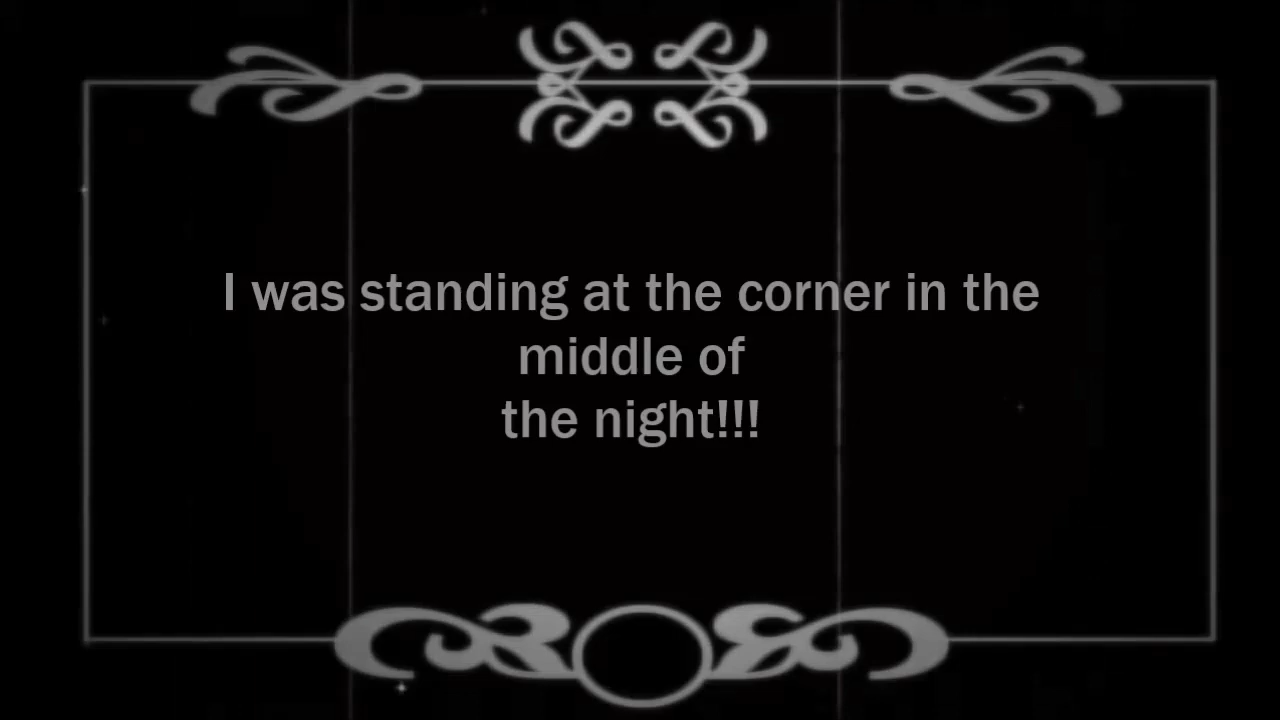 I was standing at the corner in the
middle of
the night!!!